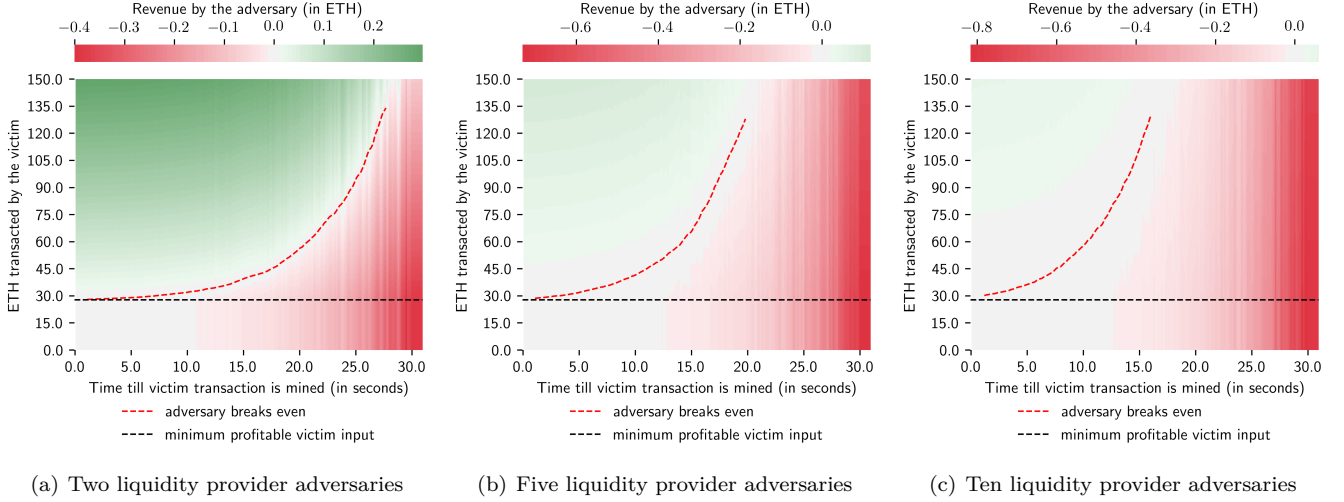 Revenue by the adversary (in ETH)
−0.4 −0.3 −0.2 −0.1 0.0 0.1 0.2
150.0
135.0
120.0
105.0
90.0
75.0
60.0
45.0
30.0
15.0
0.0
ETH transacted by the victim
0.0 5.0 10.0 15.0 20.0 25.0 30.0
Time till victim transaction is mined (in seconds)
adversary breaks even
minimum profitable victim input
(a) Two liquidity provider adversaries
Revenue by the adversary (in ETH)
−0.6 −0.4 −0.2 0.0
150.0
135.0
120.0
105.0
90.0
75.0
60.0
45.0
30.0
15.0
0.0
ETH transacted by the victim
0.0 5.0 10.0 15.0 20.0 25.0 30.0
Time till victim transaction is mined (in seconds)
adversary breaks even
minimum profitable victim input
(b) Five liquidity provider adversaries
Revenue by the adversary (in ETH)
−0.8 −0.6 −0.4 −0.2 0.0
150.0
135.0
120.0
105.0
90.0
75.0
60.0
45.0
30.0
15.0
0.0
ETH transacted by the victim
0.0 5.0 10.0 15.0 20.0 25.0 30.0
Time till victim transaction is mined (in seconds)
adversary breaks even
minimum profitable victim input
(c) Ten liquidity provider adversaries